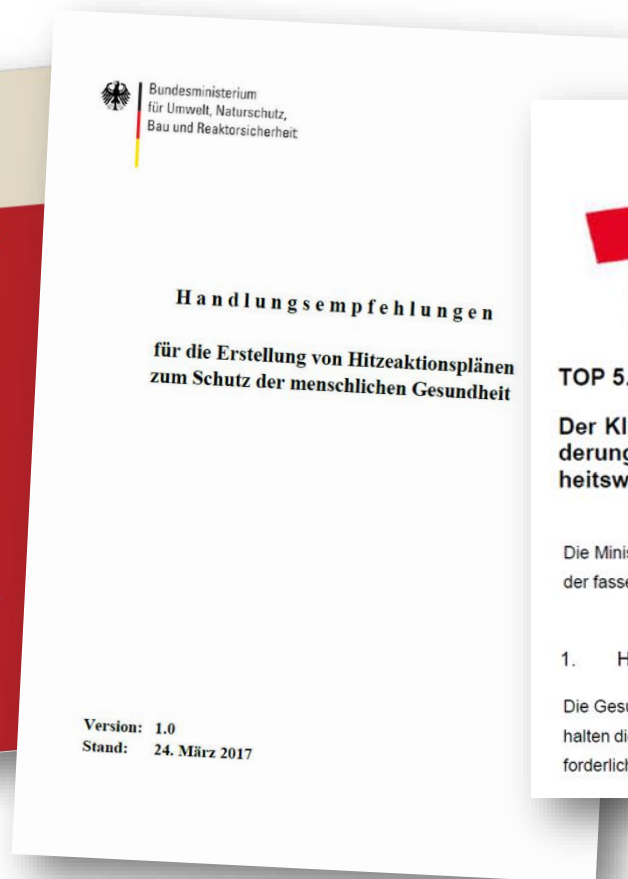 Bundesministerium
für Umwelt, Naturschutz,
Bau und Reaktorsicherheit
Handlungsempfehlungen
für die Erstellung von Hitzeaktionsplänen
zum Schutz der menschlichen Gesundheit
Version: 1.0
Stand: 24. März 2017
TOP 5.
Der Kl
derung
heitsw
Die Minis
der fasse
1. H
Die Gesu
halten die
forderlich